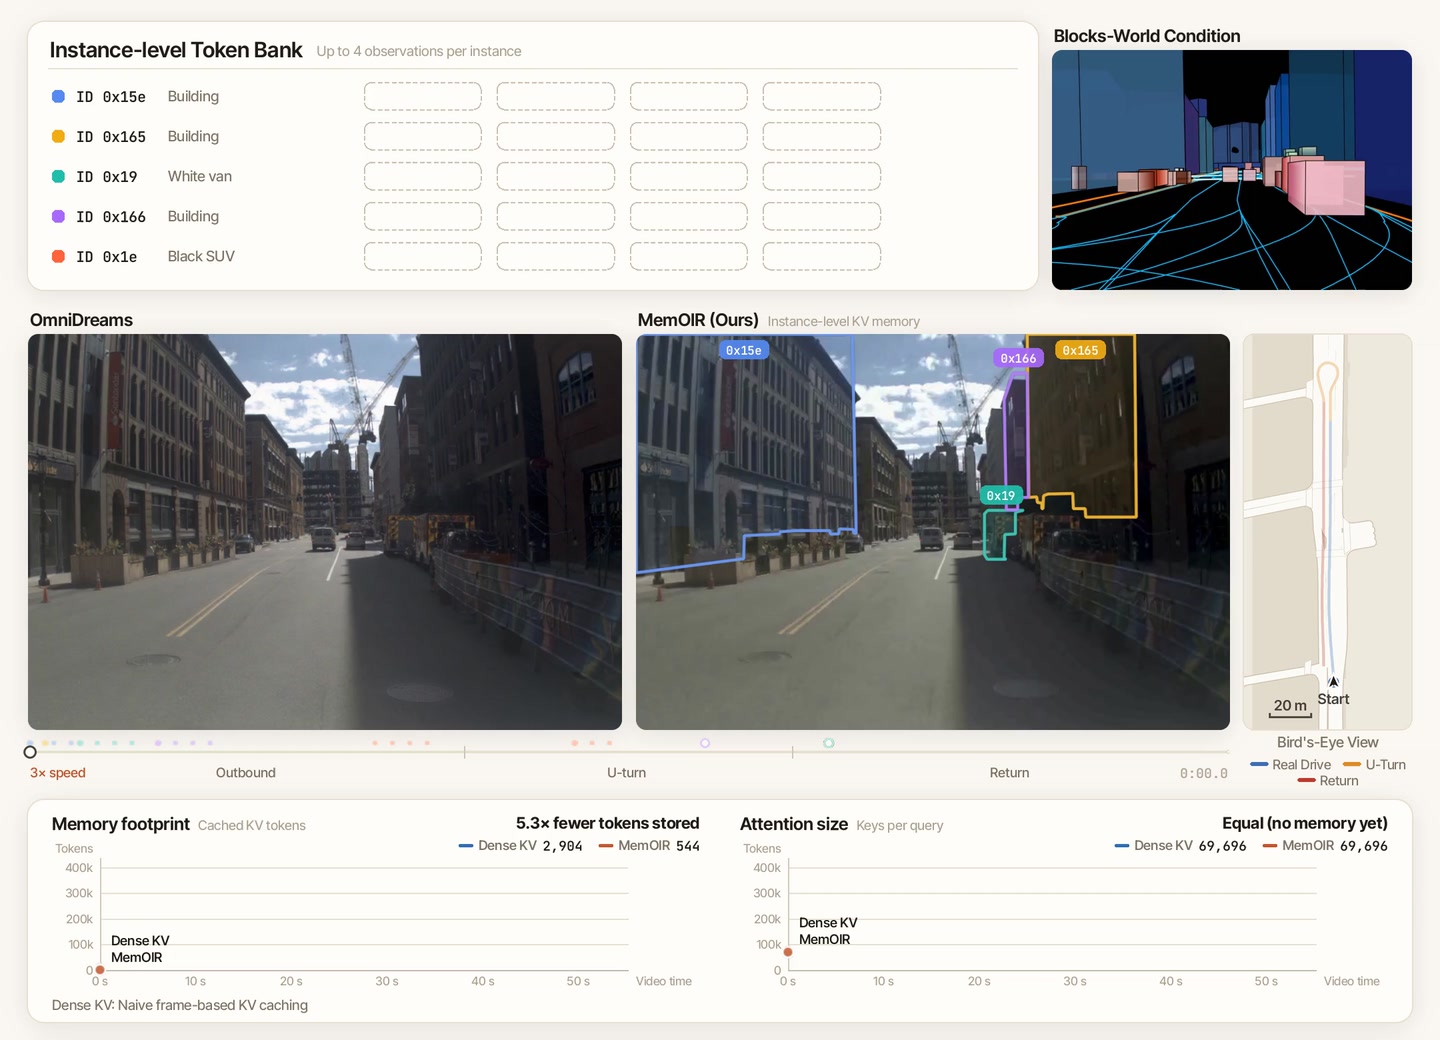 Instance-level Token Bank Up to 4 observations per instance
ID 0x15e Building
ID 0x165 Building
ID 0x19 White van
ID 0x166 Building
ID 0x1e Black SUV
Blocks-World Condition
OmniDreams
MemOIR (Ours) Instance-level KV memory
0x15e
0x166
0x165
0x19
Start
20 m
Bird's-Eye View
Real Drive U-Turn
Return
3× speed Outbound U-turn Return 0:00.0
Memory footprint Cached KV tokens 5.3× fewer tokens stored
Dense KV 2,904 MemOIR 544
Tokens
400k
300k
200k
100k
0
Dense KV
MemOIR
0 s 10 s 20 s 30 s 40 s 50 s Video time
Dense KV: Naive frame-based KV caching
Attention size Keys per query Equal (no memory yet)
Dense KV 69,696 MemOIR 69,696
Tokens
400k
300k
200k
100k
0
Dense KV
MemOIR
0 s 10 s 20 s 30 s 40 s 50 s Video time